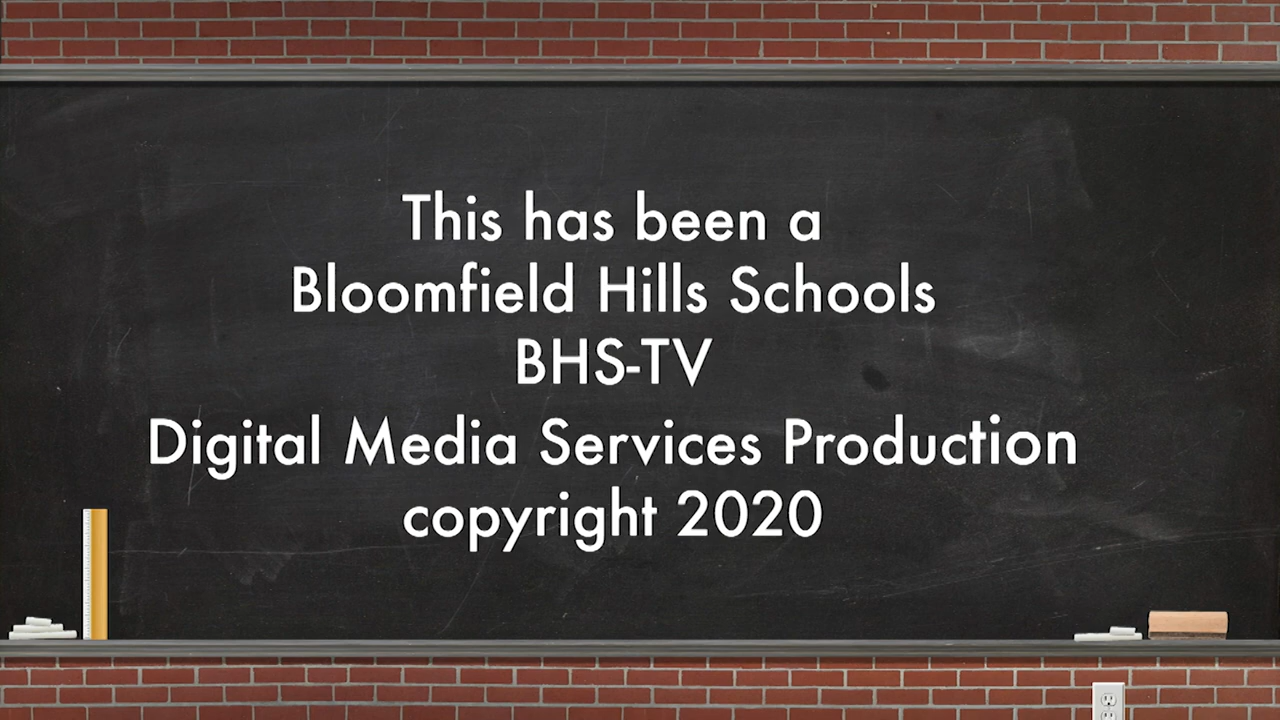 This has been a
Bloomfield Hills Schools
BHS-TV
Digital Media Services Production
copyright 2020